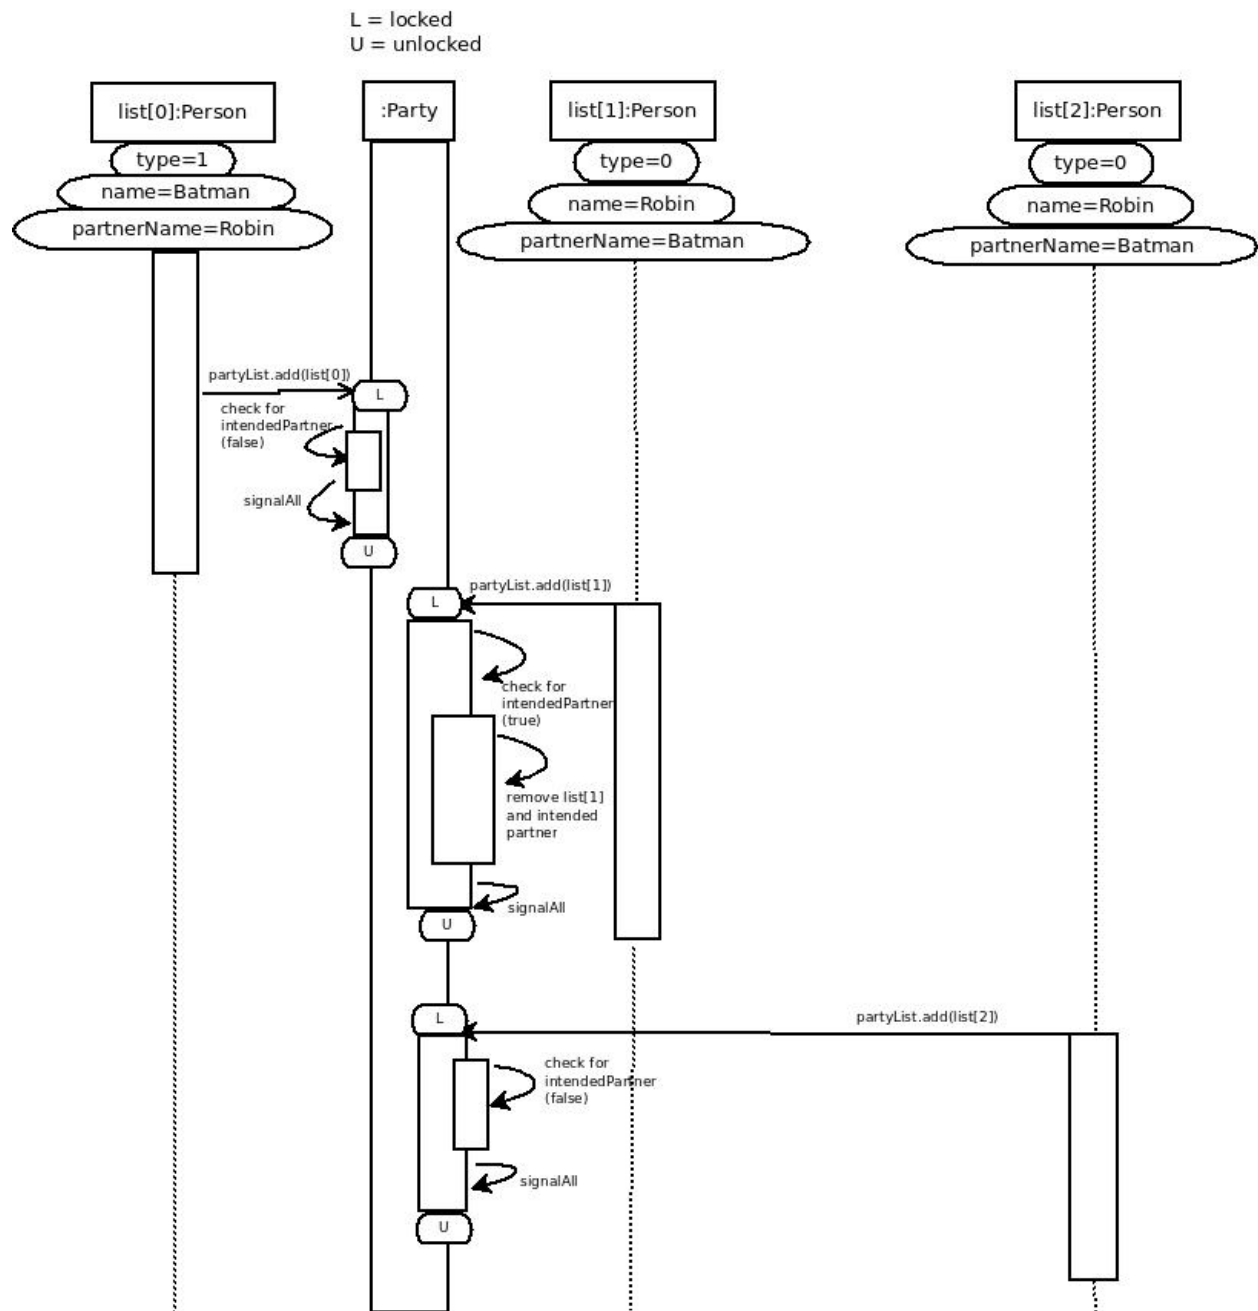 L = locked
U = unlocked
list[0]:Person
:Party
list[1]:Person
list[2]:Person
type=1
type=0
type=0
name=Batman
name=Robin
name=Robin
partnerName=Robin
partnerName=Batman
partnerName=Batman
partyList.add(list[0])
L
check for
intendedPartner
(false)
signalAll
U
partyList.add(list[1])
L
check for
intendedPartner
(true)
remove list[1]
and intended
partner
signalAll
U
partyList.add(list[2])
L
check for
intendedPartner
(false)
signalAll
U